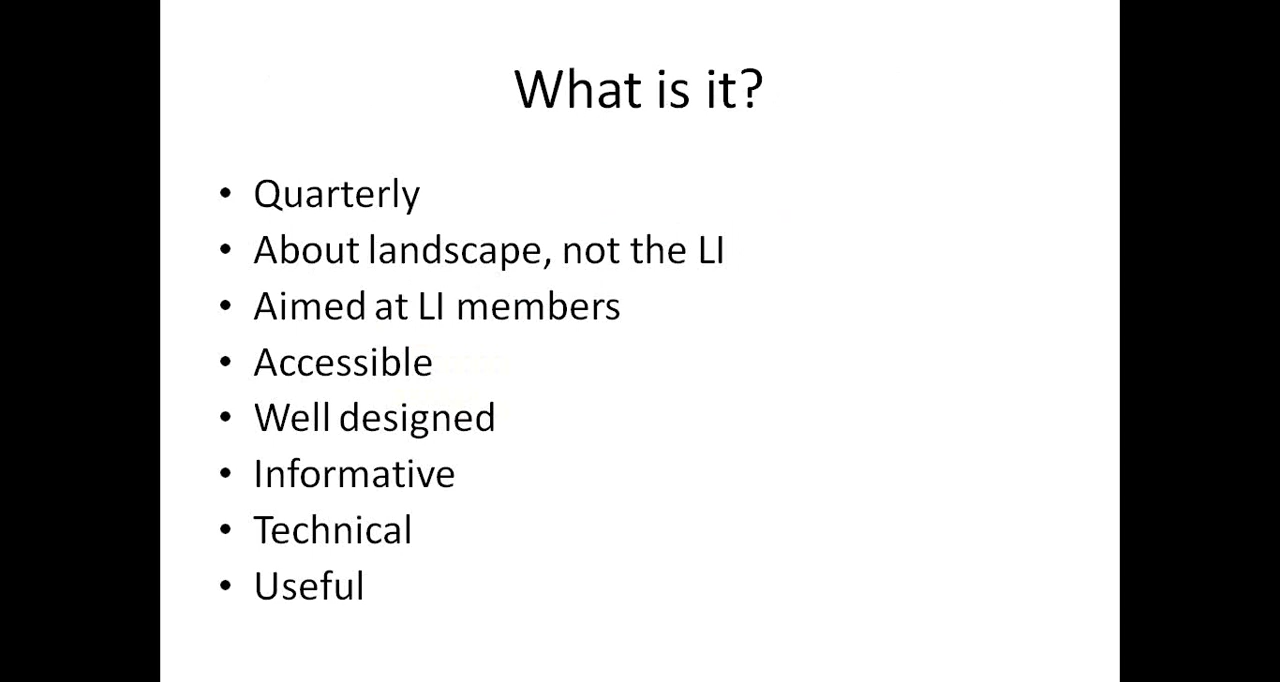 What is it?
• Quarterly
• About landscape, not the LI
• Aimed at LI members
• Accessible
• Well designed
• Informative
• Technical
• Useful